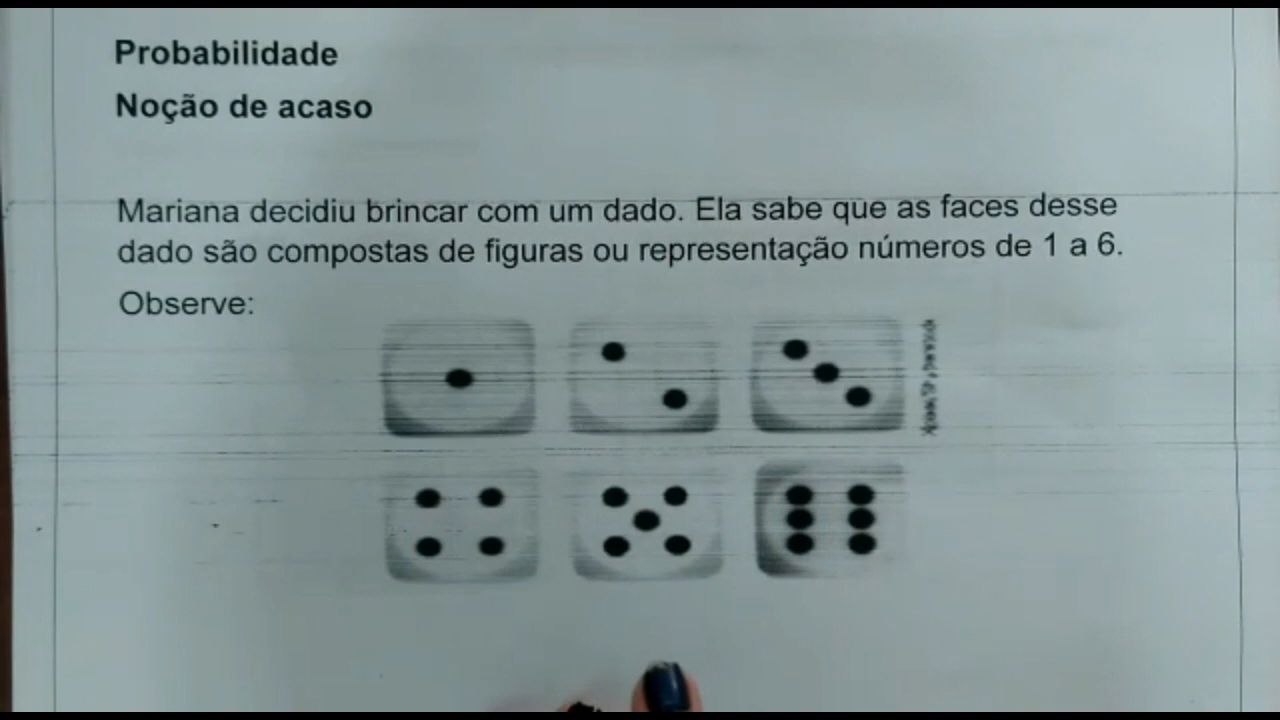 Probabilidade
Noção de acaso
Mariana decidiu brincar com um dado. Ela sabe que as faces desse
dado são compostas de figuras ou representação números de 1 a 6.
Observe: